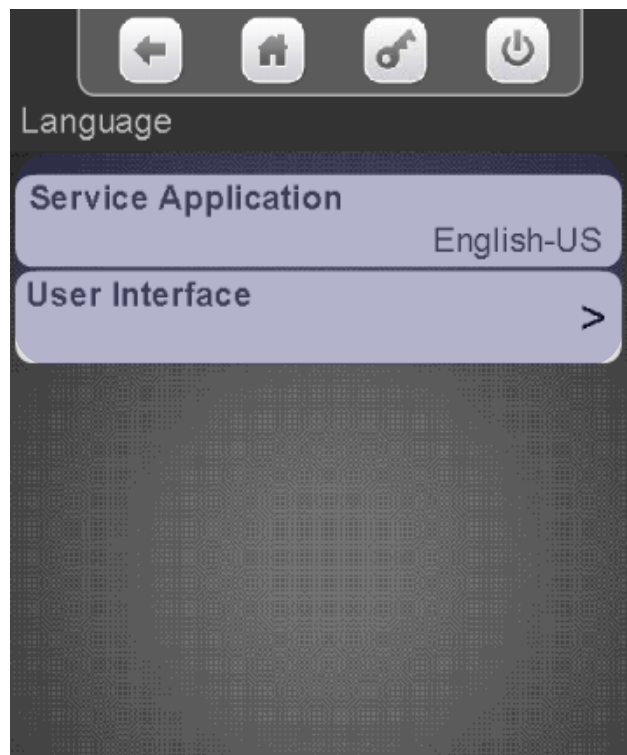 Language
Service Application
English-US
User Interface
>